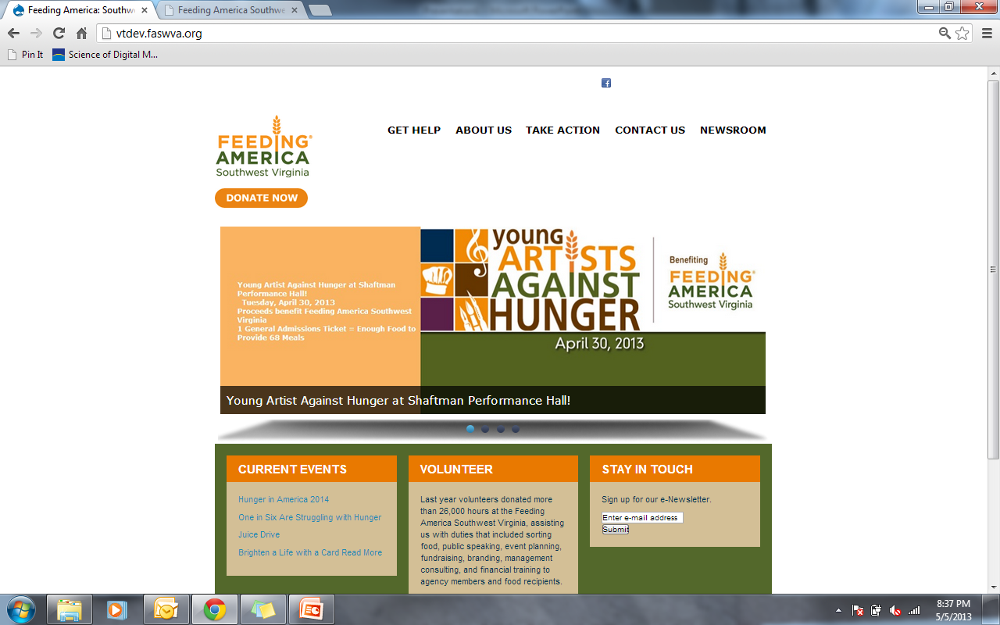 Feeding America: Southw
Feeding America Southwe
vtdev.faswva.org
Pin It
Science of Digital M...
GET HELP ABOUT US TAKE ACTION CONTACT US NEWSROOM
FEEDING®
AMERICA
Southwest Virginia
DONATE NOW
Young Artist Against Hunger at Shaftman
Performance Hall!
Tuesday, April 30, 2013
Proceeds benefit Feeding America Southwest
Virginia
1 General Admissions Ticket = Enough Food to
Provide 68 Meals
young
ARTISTS
AGAINST
HUNGER
Benefiting
FEEDING®
AMERICA
Southwest Virginia
April 30, 2013
Young Artist Against Hunger at Shaftman Performance Hall!
CURRENT EVENTS
Hunger in America 2014
One in Six Are Struggling with Hunger
Juice Drive
Brighten a Life with a Card Read More
VOLUNTEER
Last year volunteers donated more
than 26,000 hours at the Feeding
America Southwest Virginia, assisting
us with duties that included sorting
food, public speaking, event planning,
fundraising, branding, management
consulting, and financial training to
agency members and food recipients.
STAY IN TOUCH
Sign up for our e-Newsletter.
Enter e-mail address
Submit
8:37 PM
5/5/2013